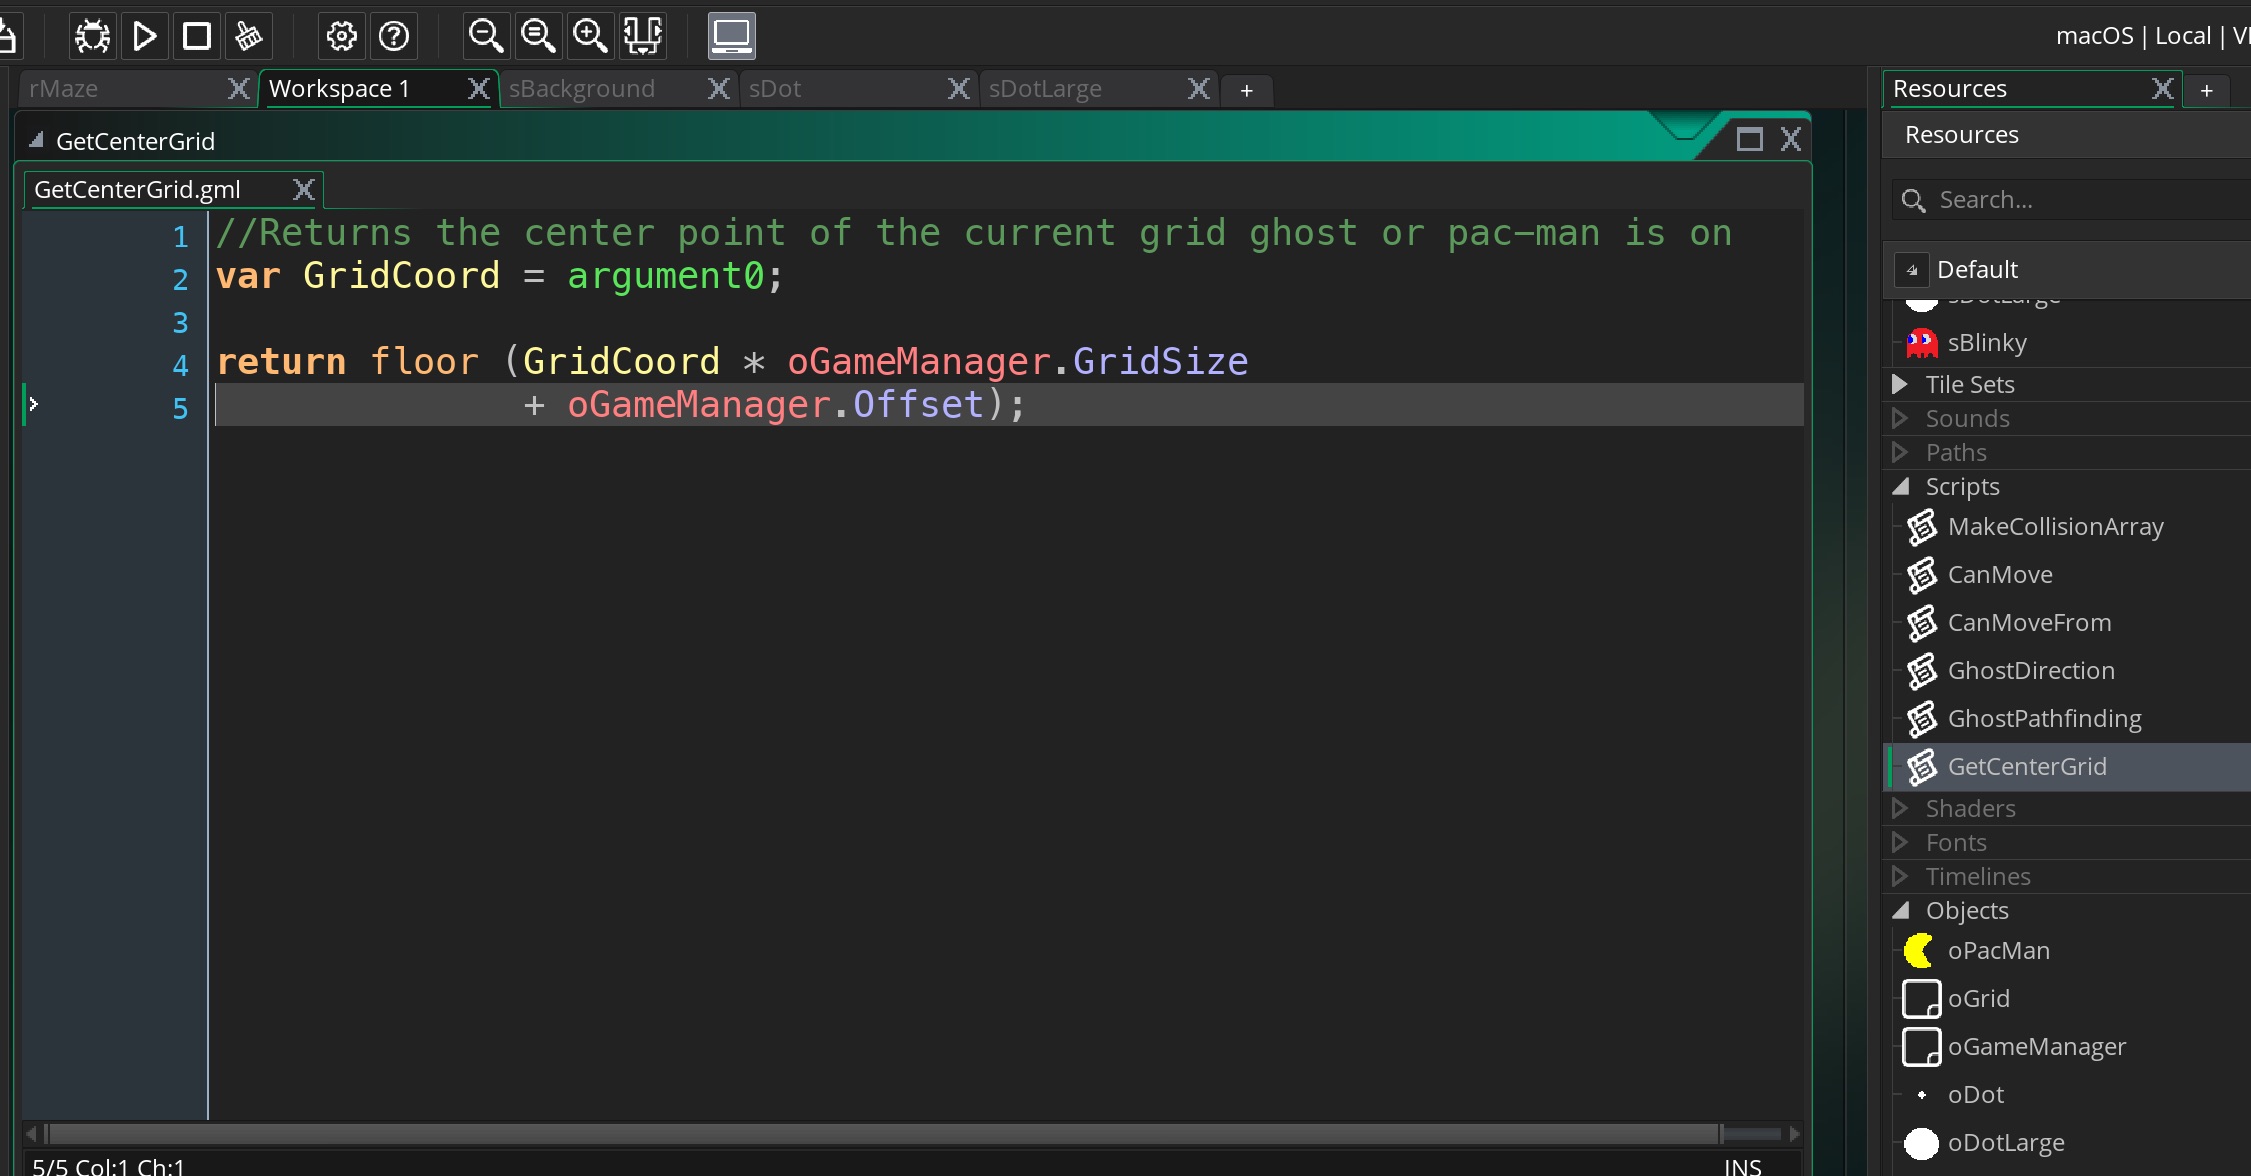 macOS | Local |
rMaze
Workspace 1
sBackground
sDot
sDotLarge
+
Resources
+
GetCenterGrid
Resources
GetCenterGrid.gml
Search...
1 //Returns the center point of the current grid ghost or pac-man is on
2 var GridCoord = argument0;
3
4 return floor (GridCoord * oGameManager.GridSize
5 + oGameManager.Offset);
Default
sDotLarge
sBlinky
Tile Sets
Sounds
Paths
Scripts
MakeCollisionArray
CanMove
CanMoveFrom
GhostDirection
GhostPathfinding
GetCenterGrid
Shaders
Fonts
Timelines
Objects
oPacMan
oGrid
oGameManager
oDot
oDotLarge
5/5 Col:1 Ch:1
INS